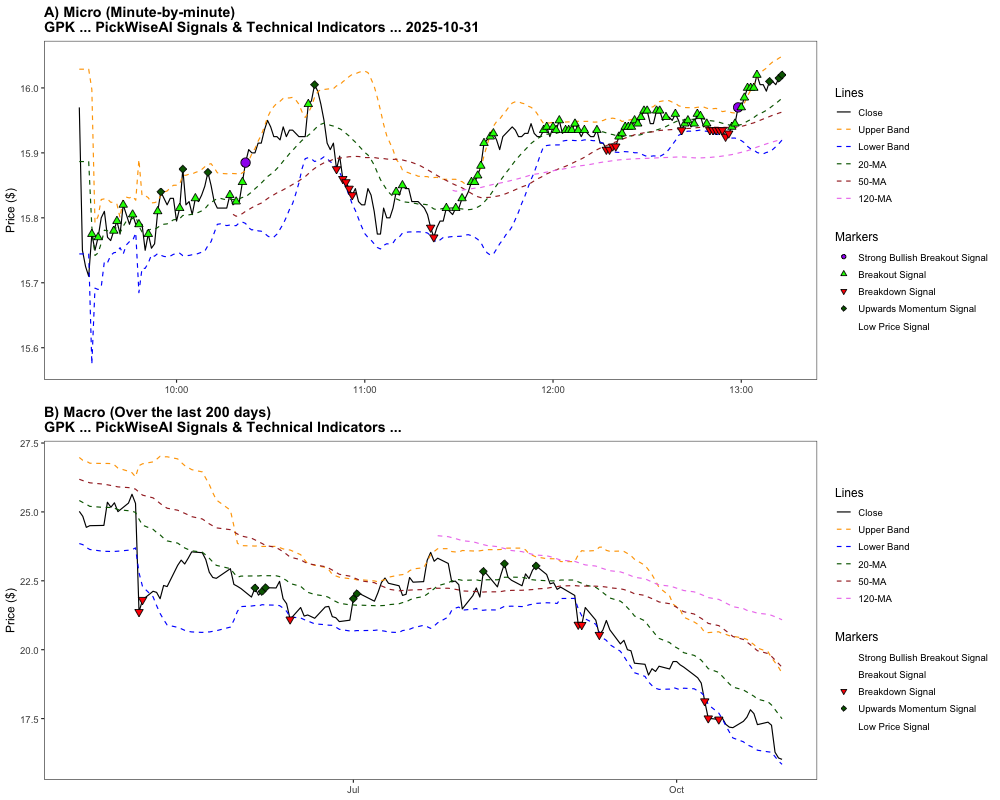 A) Micro (Minute-by-minute)
GPK ... PickWiseAI Signals & Technical Indicators ... 2025-10-31
Price ($)
16.0
15.9
15.8
15.7
15.6
10:00
11:00
12:00
13:00
Lines
Close
Upper Band
Lower Band
20-MA
50-MA
120-MA
Markers
Strong Bullish Breakout Signal
Breakout Signal
Breakdown Signal
Upwards Momentum Signal
Low Price Signal
B) Macro (Over the last 200 days)
GPK ... PickWiseAI Signals & Technical Indicators ...
Price ($)
27.5
25.0
22.5
20.0
17.5
Jul
Oct
Lines
Close
Upper Band
Lower Band
20-MA
50-MA
120-MA
Markers
Strong Bullish Breakout Signal
Breakout Signal
Breakdown Signal
Upwards Momentum Signal
Low Price Signal